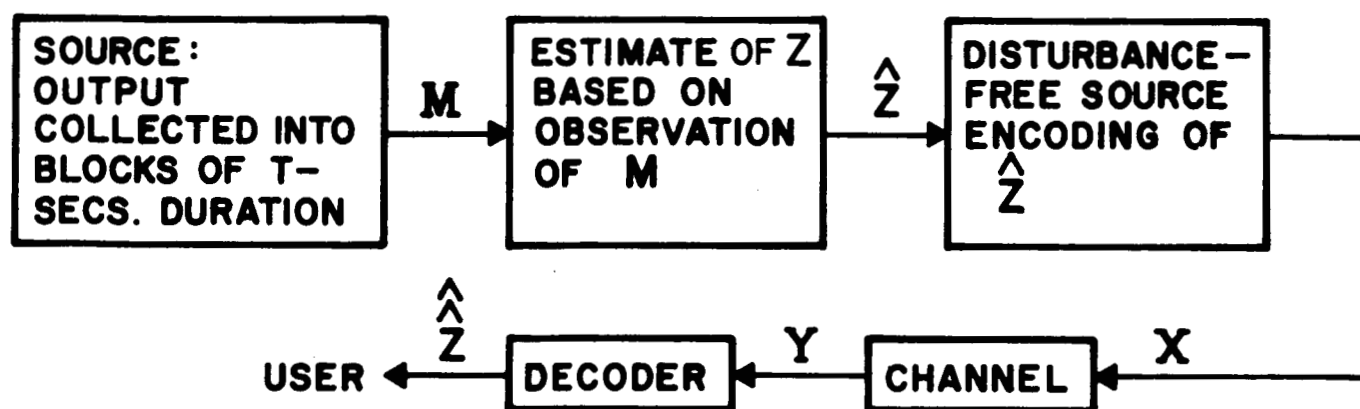 SOURCE:
OUTPUT
COLLECTED INTO
BLOCKS OF T-
SECS. DURATION
M
ESTIMATE OF Z
BASED ON
OBSERVATION
OF M
Ẑ
DISTURBANCE-
FREE SOURCE
ENCODING OF
Ẑ
USER
Ẑ̂
DECODER
Y
CHANNEL
X